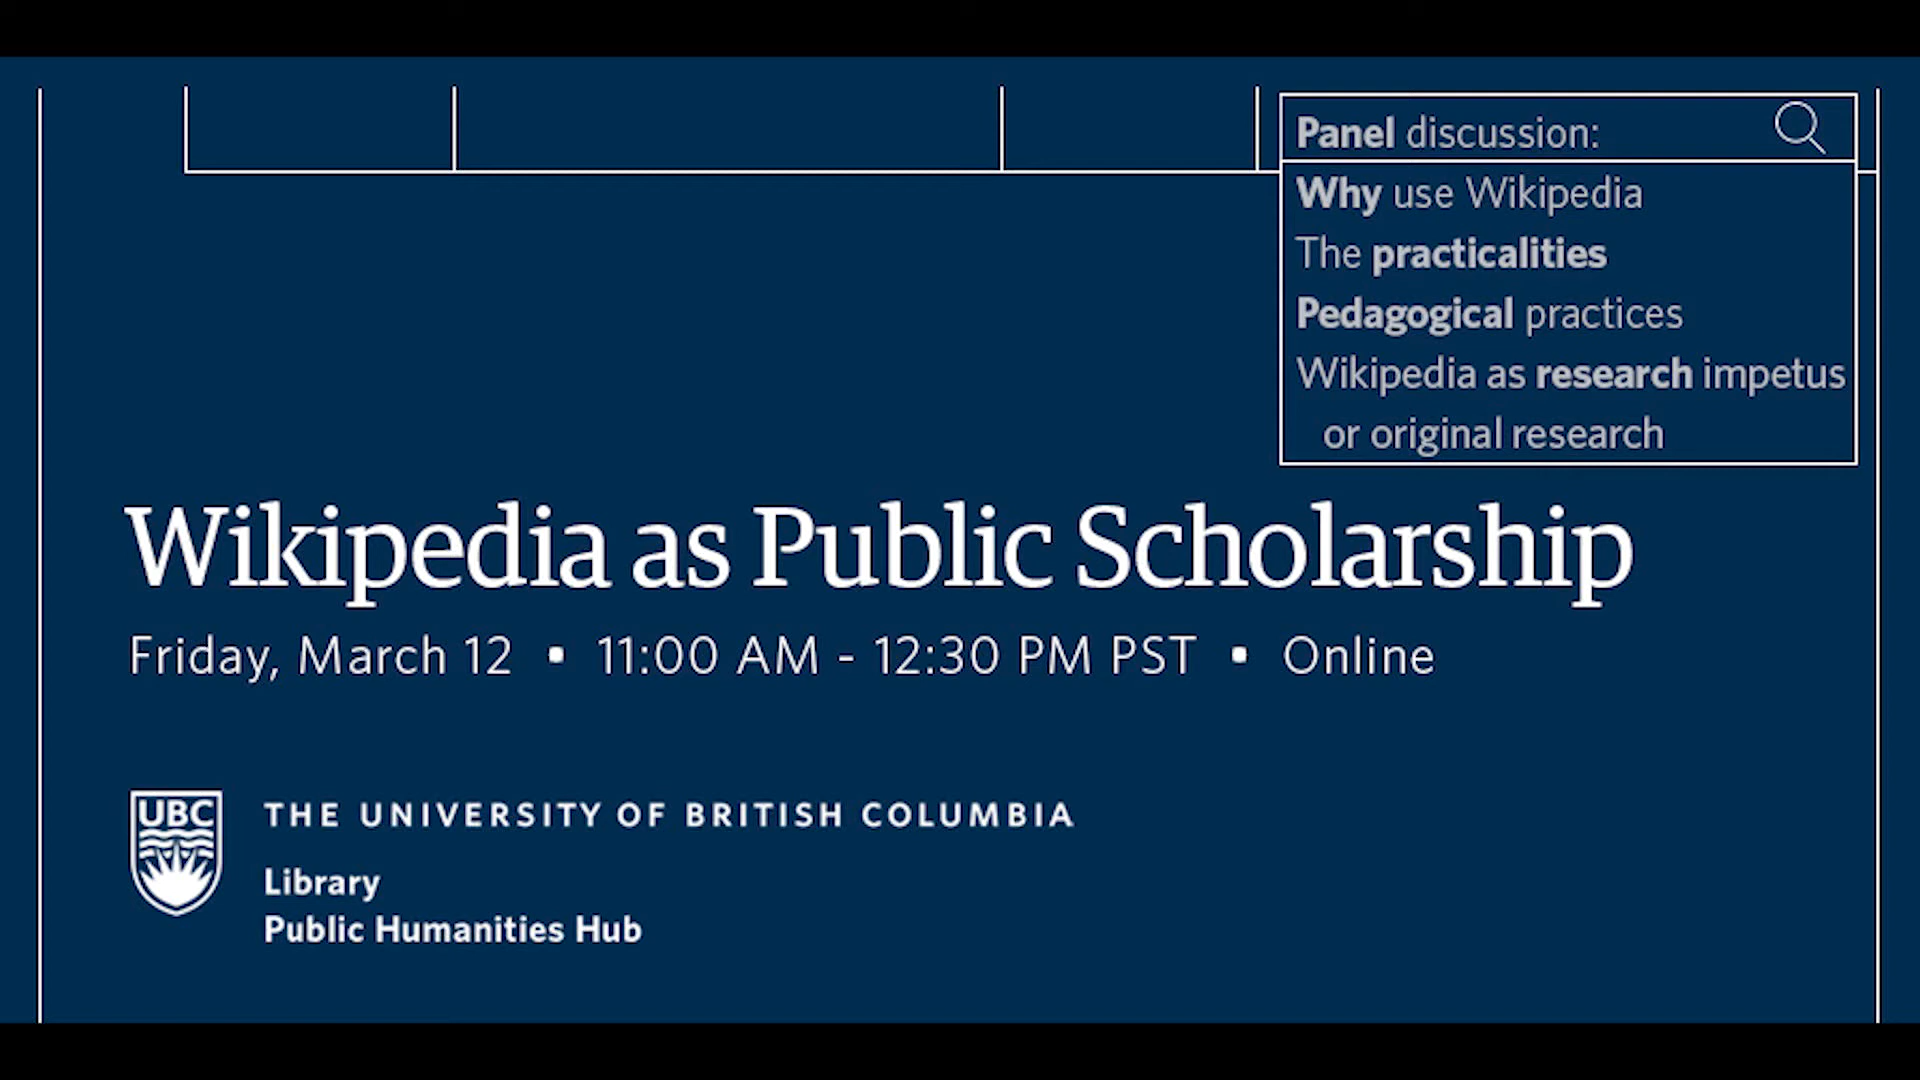 Panel discussion:
Why use Wikipedia
The practicalities
Pedagogical practices
Wikipedia as research impetus
or original research
Wikipedia as Public Scholarship
Friday, March 12 ▪ 11:00 AM - 12:30 PM PST ▪ Online
UBC
THE UNIVERSITY OF BRITISH COLUMBIA
Library
Public Humanities Hub